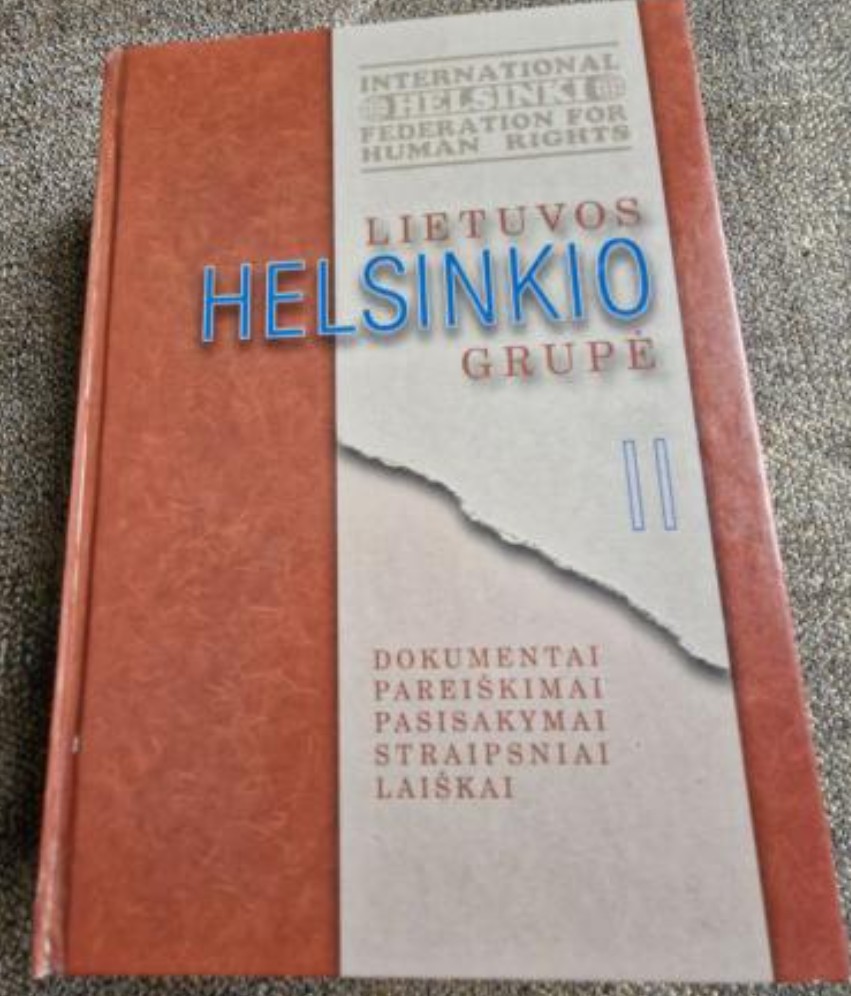 INTERNATIONAL
HELSINKI
FEDERATION FOR
HUMAN RIGHTS
LIETUVOS
HELSINKIO
GRUPĖ
II
DOKUMENTAI
PAREIŠKIMAI
PASISAKYMAI
STRAIPSNIAI
LAIŠKAI